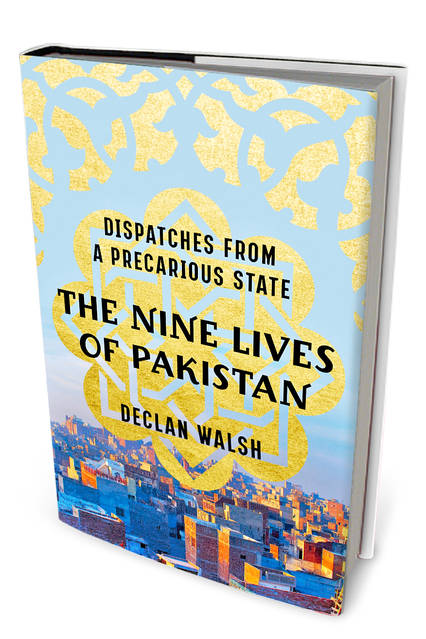 DISPATCHES FROM
A PRECARIOUS STATE
THE NINE LIVES
OF PAKISTAN
DECLAN WALSH